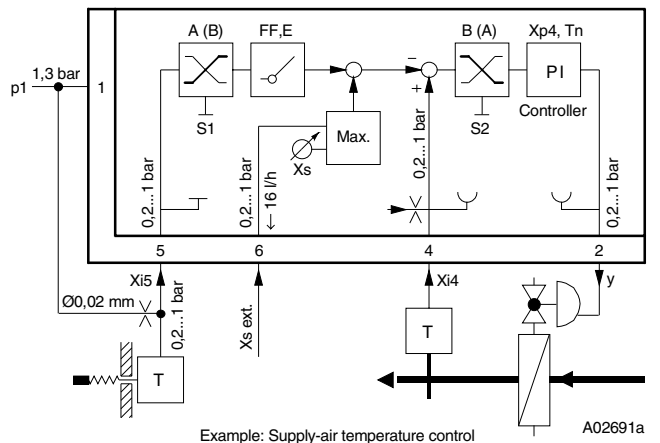 A (B)
FF,E
B (A)
Xp4, Tn
p1
1,3 bar
1
S1
Max.
Xs
–
+
S2
PI
Controller
0,2...1 bar
0,2...1 bar
16 l/h
0,2...1 bar
0,2...1 bar
5
6
4
2
Xi5
Xi4
y
Ø0,02 mm
0,2...1 bar
Xs ext.
T
T
Example: Supply-air temperature control
A02691a